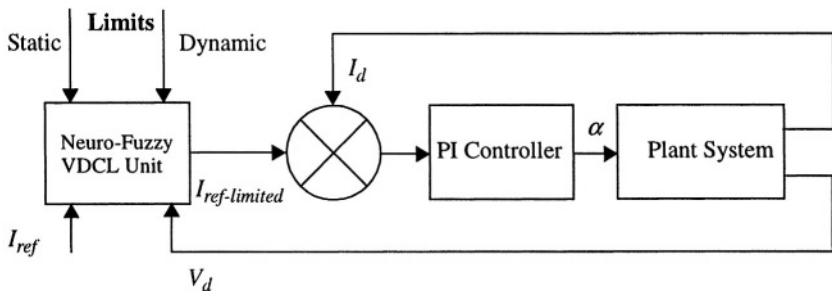 Limits
Static
Dynamic
I_d
Neuro-Fuzzy
VDCL Unit
PI Controller
α
Plant System
I_ref-limited
I_ref
V_d